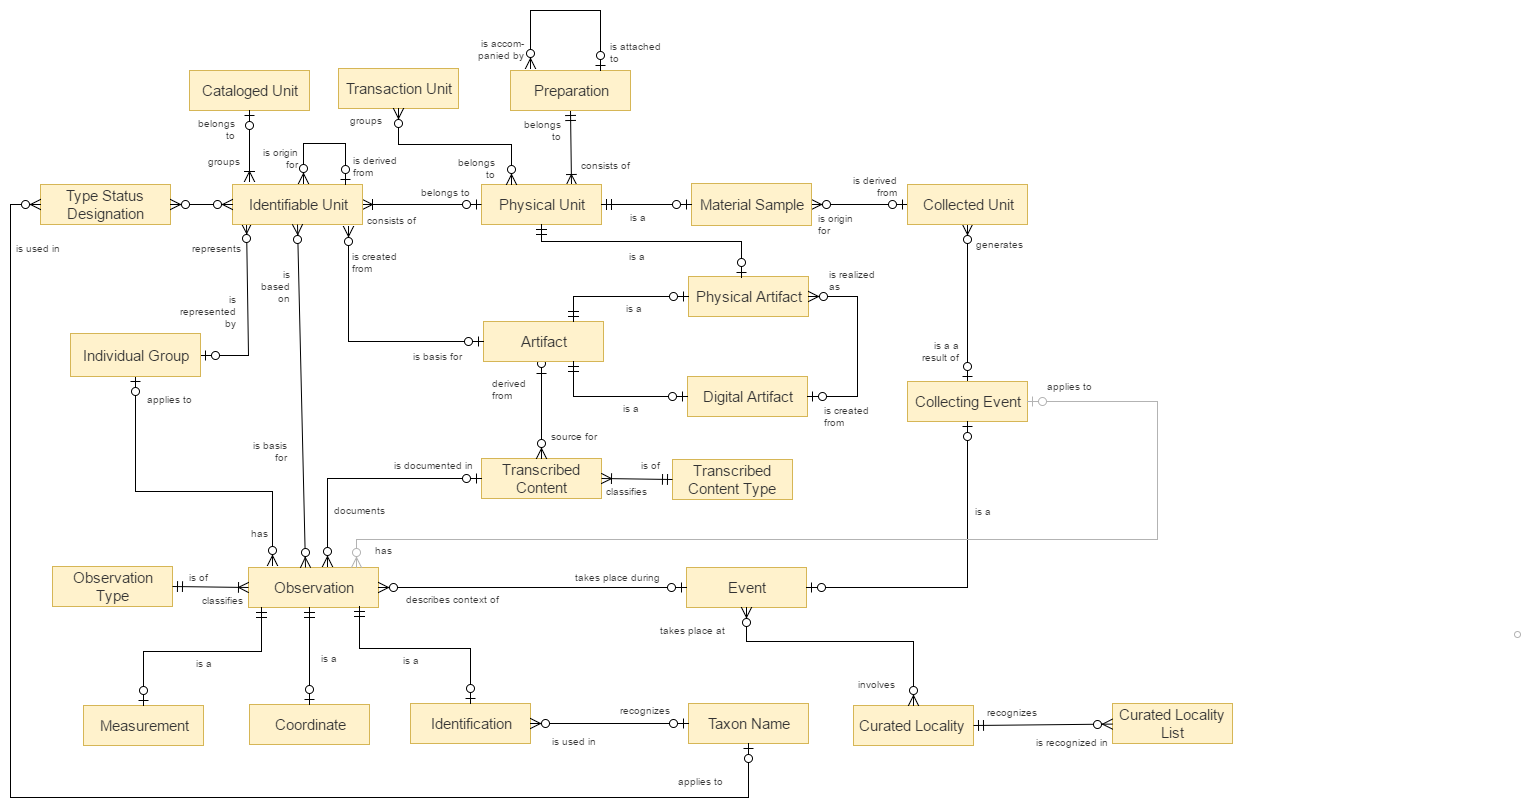 is accom-
panied by
is attached
to
Cataloged Unit
Transaction Unit
Preparation
belongs
to
groups
belongs
to
groups
is origin
for
is derived
from
belongs
to
consists of
Type Status
Designation
Identifiable Unit
belongs to
consists of
Physical Unit
is a
Material Sample
is derived
from
is origin
for
Collected Unit
is used in
represents
is created
from
is a
generates
is
based
on
is
represented
by
Physical Artifact
is realized
as
is a
Individual Group
Artifact
is basis for
is a a
result of
applies to
derived
from
is a
Digital Artifact
is created
from
Collecting Event
applies to
is basis
for
source for
is documented in
Transcribed
Content
is of
classifies
Transcribed
Content Type
documents
is a
has
has
Observation
Type
is of
classifies
Observation
takes place during
describes context of
Event
takes place at
is a
is a
is a
involves
Measurement
Coordinate
Identification
recognizes
is used in
Taxon Name
Curated Locality
recognizes
is recognized in
Curated Locality
List
applies to